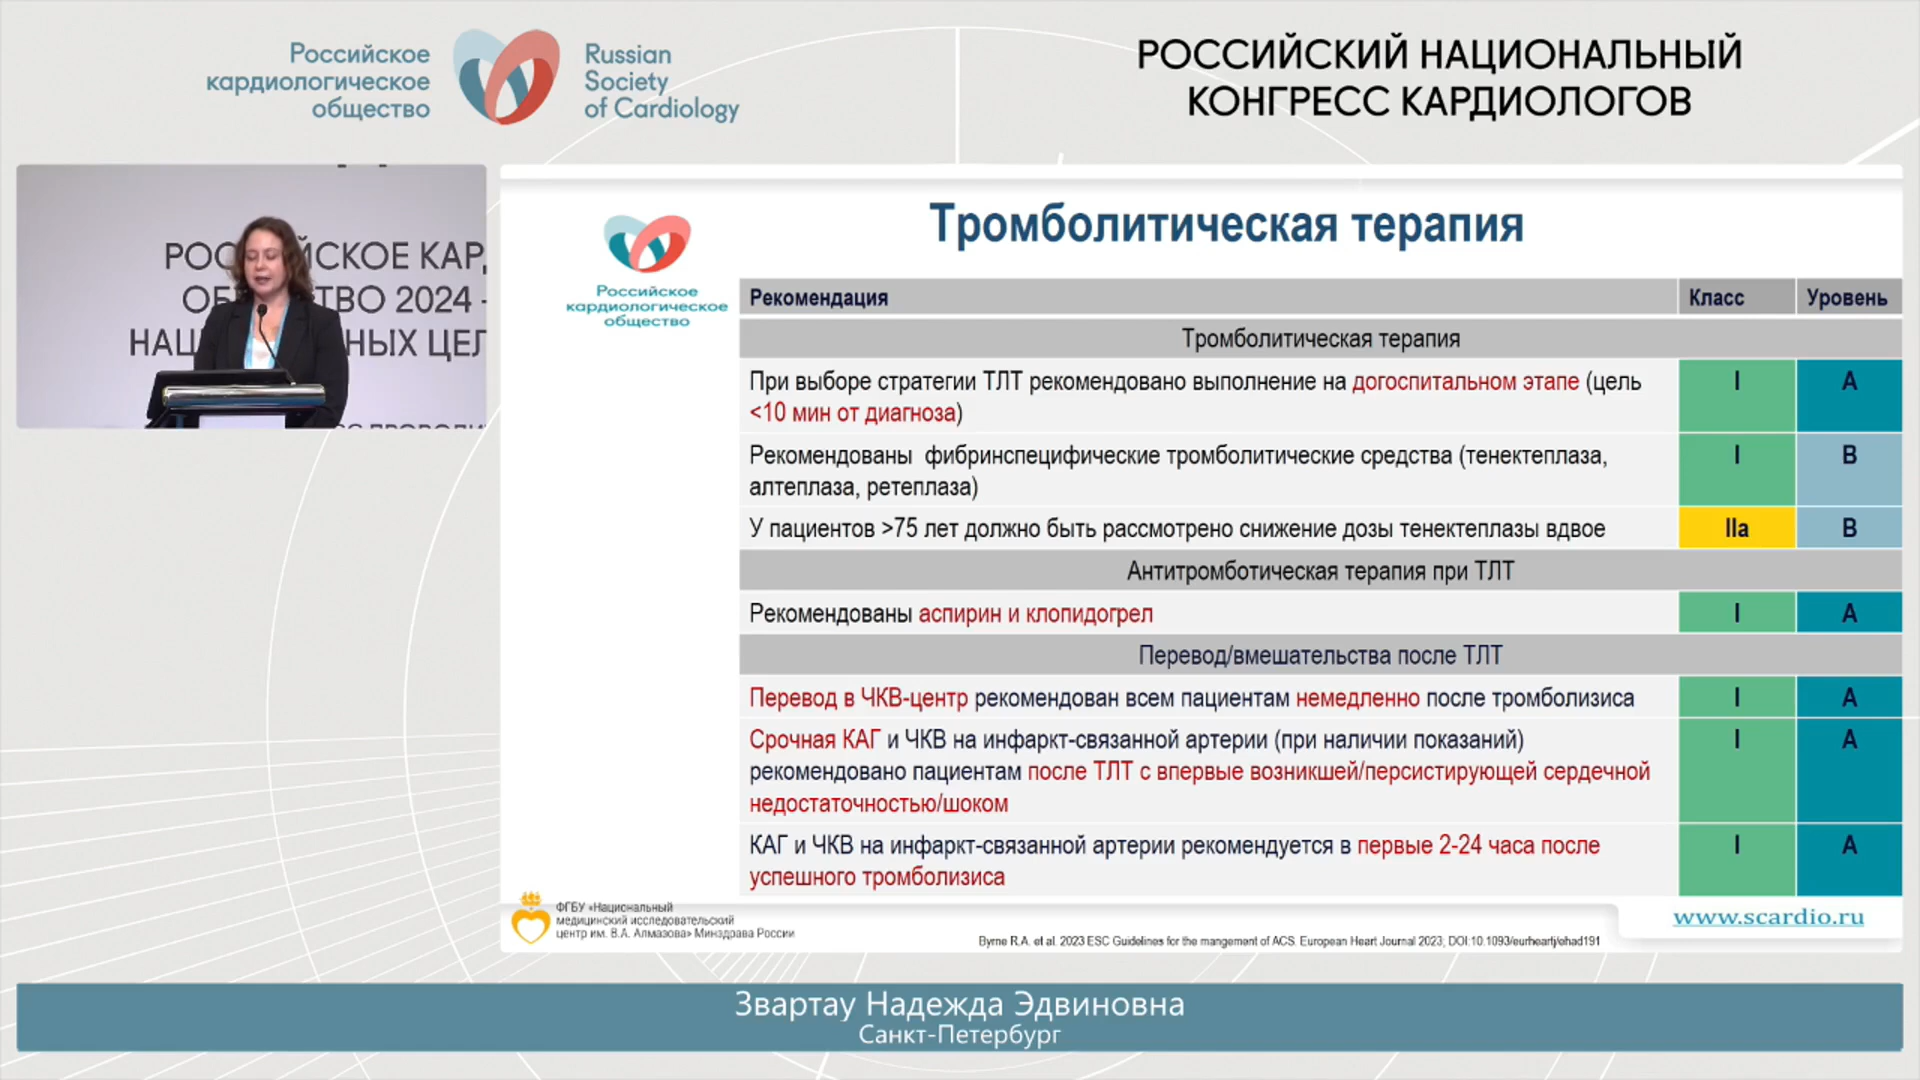 Российское
кардиологическое
общество
Russian
Society
of Cardiology
РОССИЙСКИЙ НАЦИОНАЛЬНЫЙ
КОНГРЕСС КАРДИОЛОГОВ
ТВО 2024 -
Российское
кардиологическое
общество
Тромболитическая терапия
Рекомендация Класс Уровень
Тромболитическая терапия
При выборе стратегии ТЛТ рекомендовано выполнение на догоспитальном этапе (цель
<10 мин от диагноза) I A
Рекомендованы фибринспецифические тромболитические средства (тенектеплаза,
алтеплаза, ретеплаза) I B
У пациентов >75 лет должно быть рассмотрено снижение дозы тенектеплазы вдвое IIa B
Антитромботическая терапия при ТЛТ
Рекомендованы аспирин и клопидогрел I A
Перевод/вмешательства после ТЛТ
Перевод в ЧКВ-центр рекомендован всем пациентам немедленно после тромболизиса I A
Срочная КАГ и ЧКВ на инфаркт-связанной артерии (при наличии показаний)
рекомендовано пациентам после ТЛТ с впервые возникшей/персистирующей сердечной
недостаточностью/шоком I A
КАГ и ЧКВ на инфаркт-связанной артерии рекомендуется в первые 2-24 часа после
успешного тромболизиса I A
ФГБУ «Национальный
медицинский исследовательский
центр им. В.А. Алмазова» Минздрава России
www.scardio.ru
Byrne R.A. et al. 2023 ESC Guidelines for the mangement of ACS. European Heart Journal 2023; DOI:10.1093/eurheartj/ehad191
Звартау Надежда Эдвиновна
Санкт-Петербург